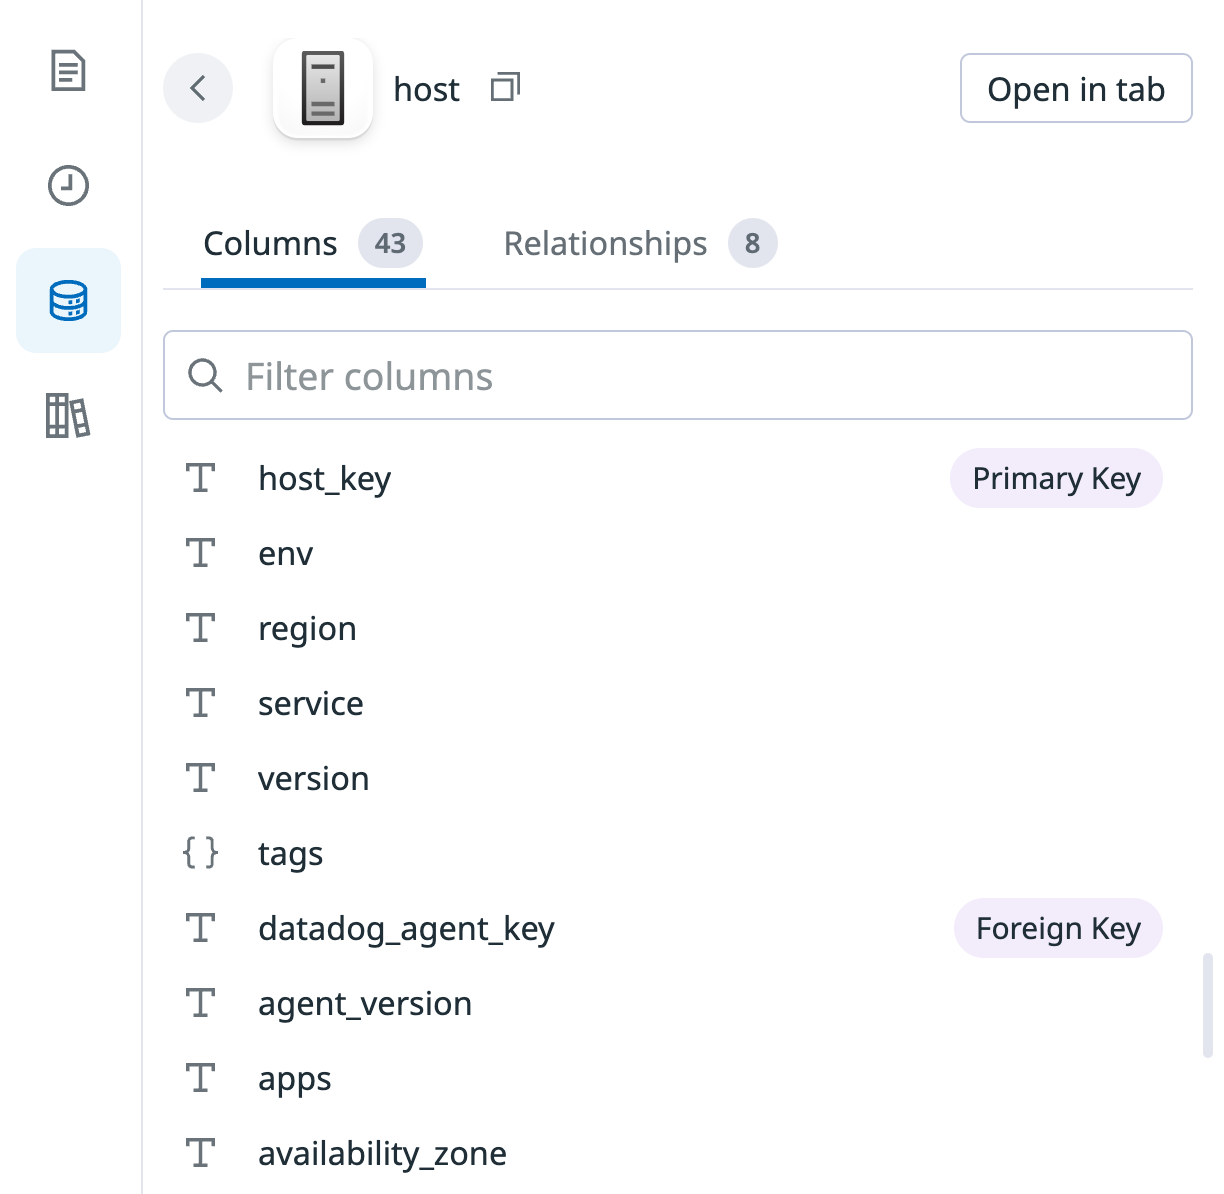 host
Open in tab
Columns 43
Relationships 8
Filter columns
host_key Primary Key
env
region
service
version
{ } tags
datadog_agent_key Foreign Key
agent_version
apps
availability_zone